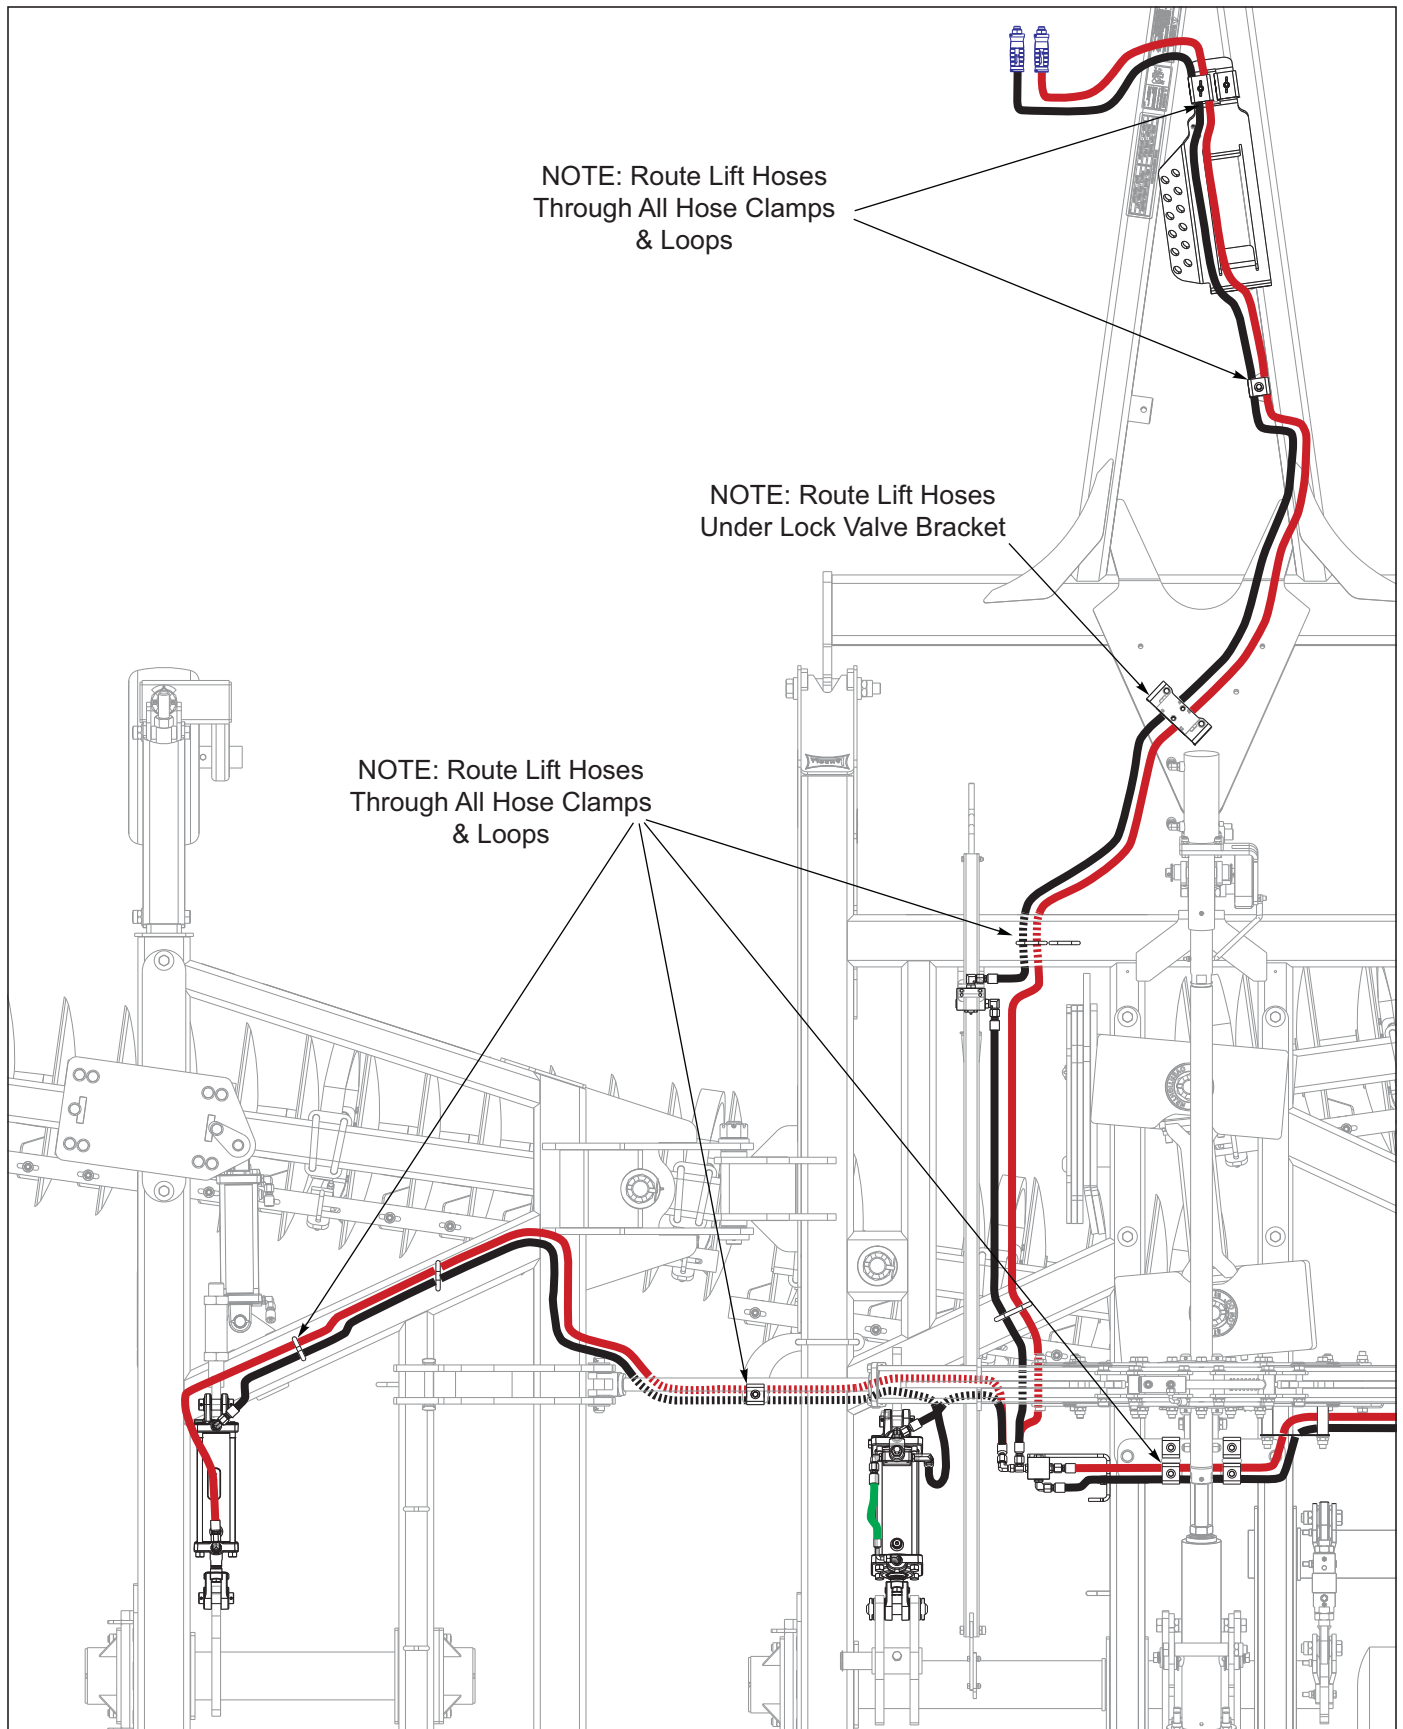 NOTE: Route Lift Hoses
Through All Hose Clamps
& Loops
NOTE: Route Lift Hoses
Under Lock Valve Bracket
NOTE: Route Lift Hoses
Through All Hose Clamps
& Loops